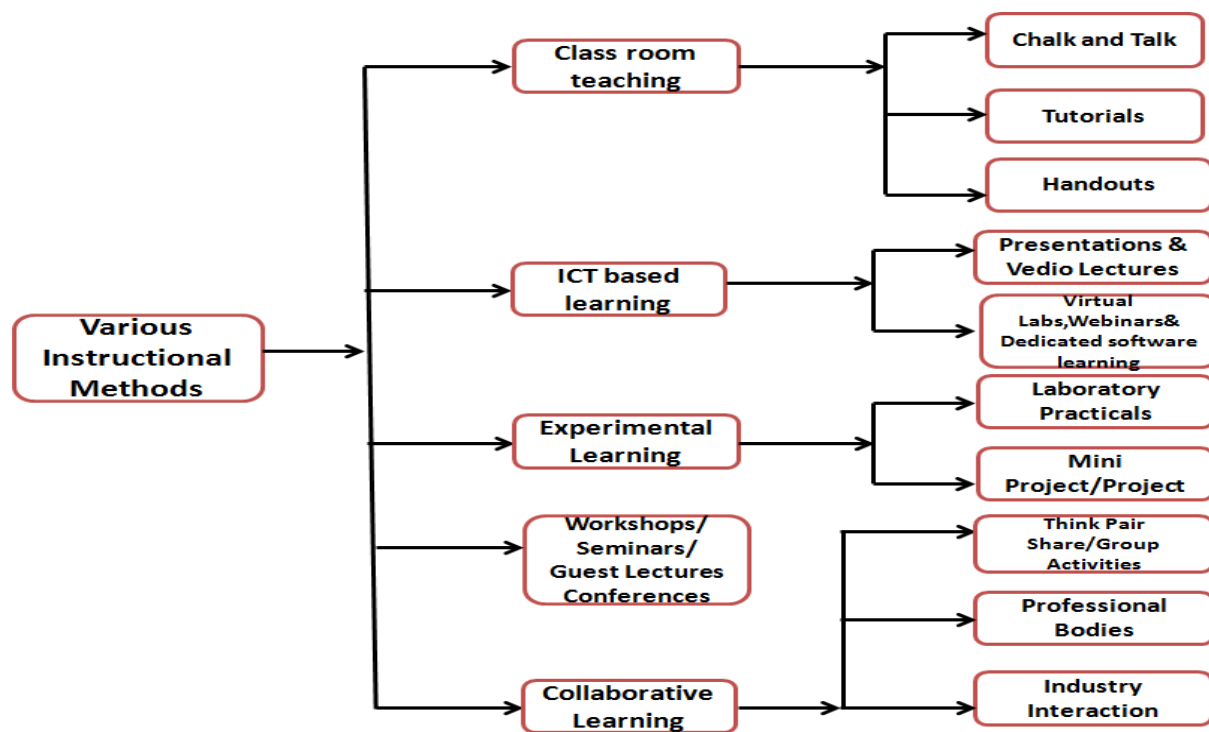 Various
Instructional
Methods
Class room
teaching
Chalk and Talk
Tutorials
Handouts
ICT based
learning
Presentations &
Vedio Lectures
Virtual
Labs,Webinars&
Dedicated software
learning
Experimental
Learning
Laboratory
Practicals
Mini
Project/Project
Workshops/
Seminars/
Guest Lectures
Conferences
Collaborative
Learning
Think Pair
Share/Group
Activities
Professional
Bodies
Industry
Interaction